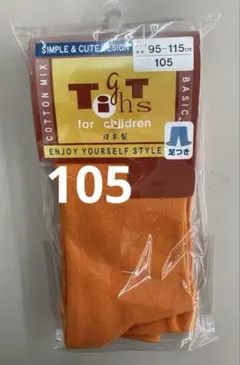 SIMPLE & CUTE DESIGN
95~115cm
105
COTTON MIX
BASIC
TigThs
for children
日本製
足つき
ENJOY YOURSELF STYLE
105